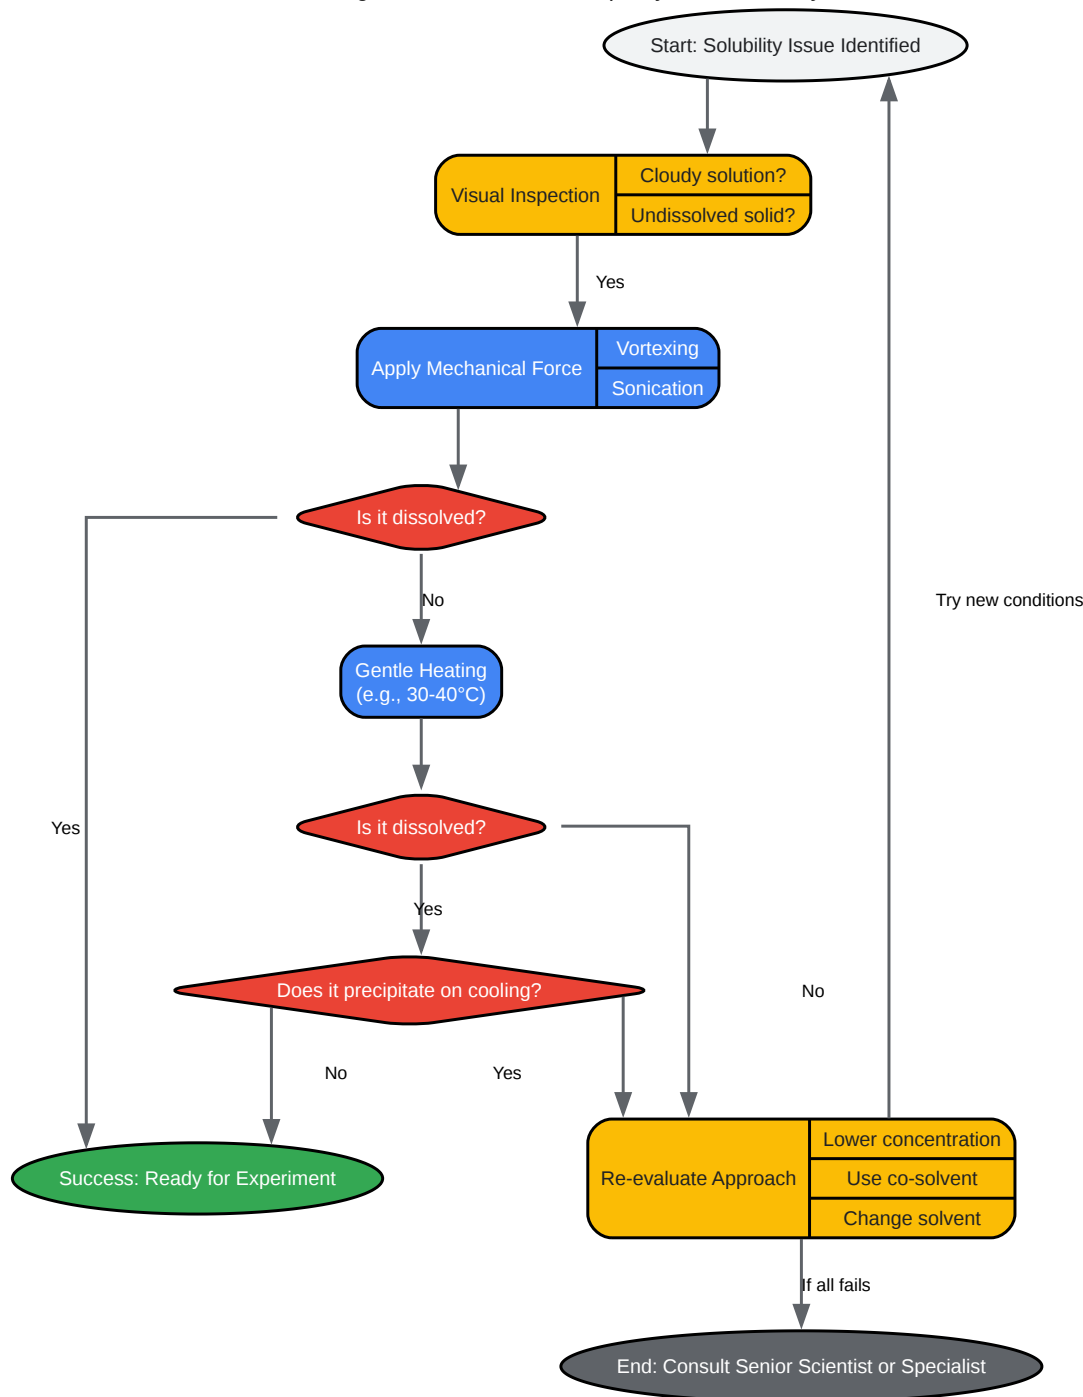 Start: Solubility Issue Identified
Visual Inspection
Cloudy solution?
Undissolved solid?
Yes
Apply Mechanical Force
Vortexing
Sonication
Is it dissolved?
No
Try new conditions
Gentle Heating
(e.g., 30-40°C)
Yes
Is it dissolved?
Yes
Does it precipitate on cooling?
No
No
Yes
Success: Ready for Experiment
Re-evaluate Approach
Lower concentration
Use co-solvent
Change solvent
If all fails
End: Consult Senior Scientist or Specialist